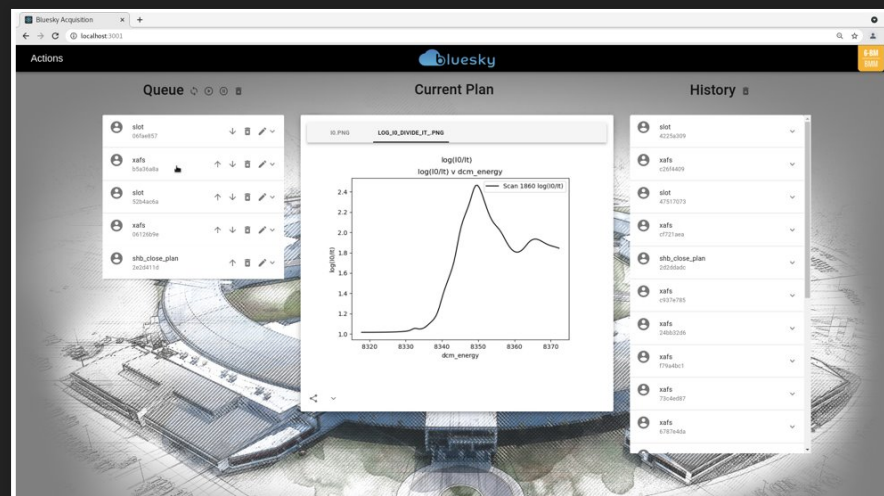 Bluesky Acquisition
localhost:3001
Actions
bluesky
6-BM
Queue
Current Plan
History
slot
06fae657
xafs
b5a36a8a
slot
52b4ac6a
xafs
06126b9e
shb_close_plan
2e2d411d
I0.PNG
LOG_I0_DIVIDE_IT_.PNG
log(I0/It)
log(I0/It) v dcm_energy
Scan 1860 log(I0/It)
log(I0/It)
2.4
2.2
2.0
1.8
1.6
1.4
1.2
1.0
8320 8330 8340 8350 8360 8370
dcm_energy
slot
4225a309
xafs
c26f4409
slot
47517073
xafs
cf721aea
shb_close_plan
2d2ddadc
xafs
c937e785
xafs
24bb32d6
xafs
f79a4bc1
xafs
73c4ed87
xafs
6787e4da